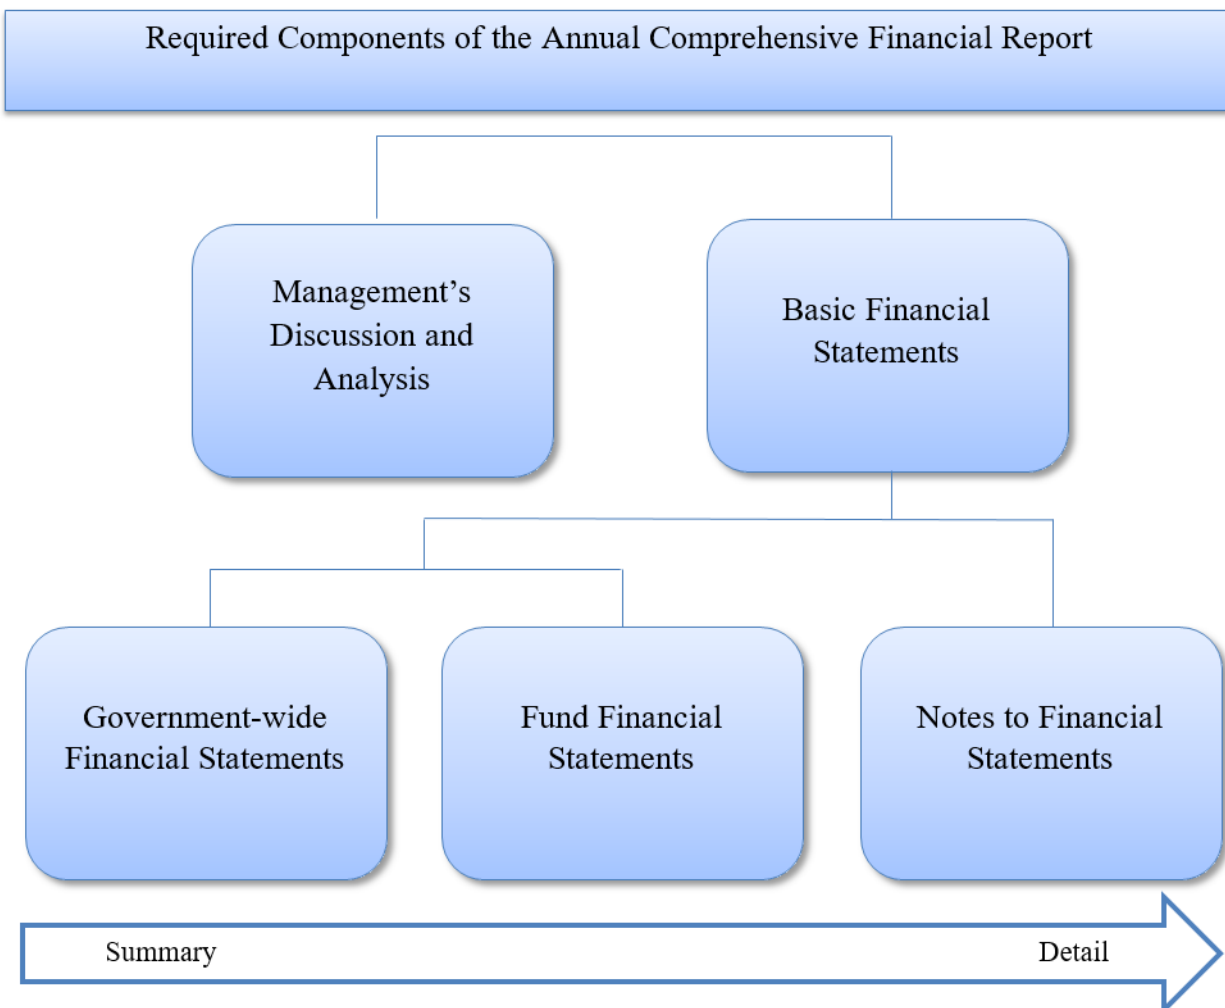 Required Components of the Annual Comprehensive Financial Report
Management’s
Discussion and
Analysis
Basic Financial
Statements
Government-wide
Financial Statements
Fund Financial
Statements
Notes to Financial
Statements
Summary
Detail